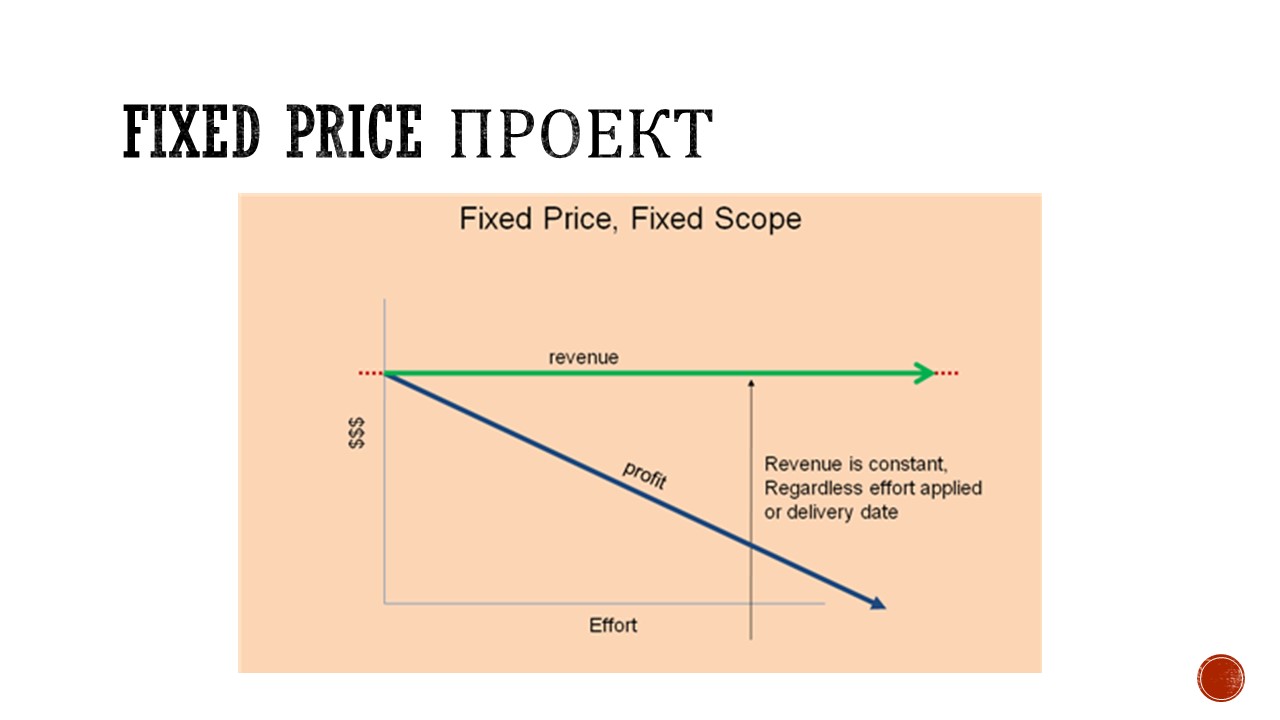 FIXED PRICE ПРОЕКТ
Fixed Price, Fixed Scope
revenue
$$$
profit
Revenue is constant,
Regardless effort applied
or delivery date
Effort